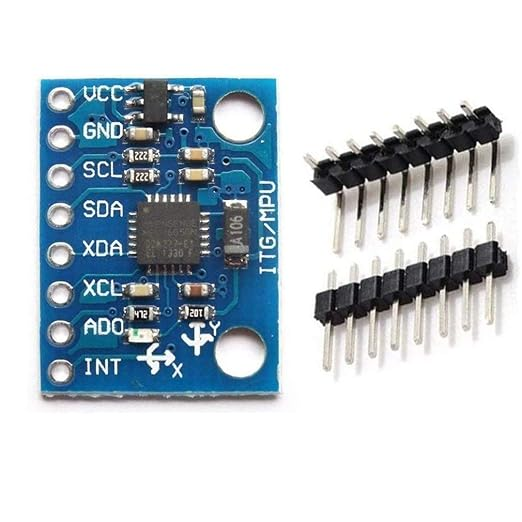 VCC
GND
SCL
SDA
XDA
XCL
ADO
INT
222
222
A106
ITG/MPU
472
201
Y
X